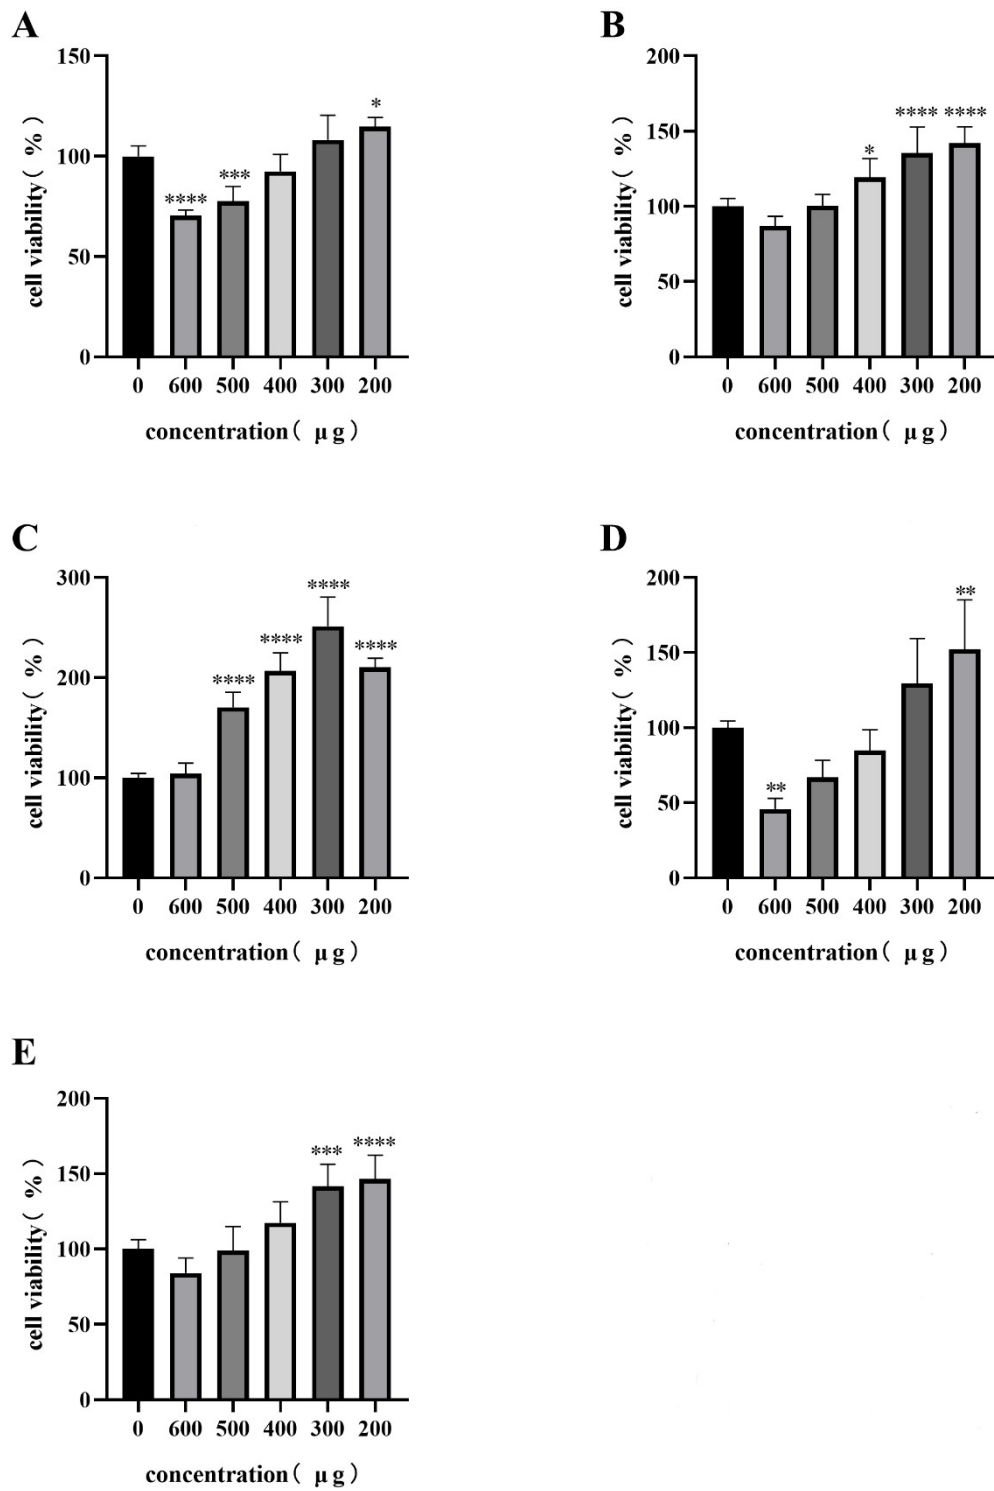 A
cell viability ( % )
150
100
50
0
****
***
*
0 600 500 400 300 200
concentration ( μg )
B
cell viability ( % )
200
150
100
50
0
*
****
****
0 600 500 400 300 200
concentration ( μg )
C
cell viability ( % )
300
200
100
0
****
****
****
****
0 600 500 400 300 200
concentration ( μg )
D
cell viability ( % )
200
150
100
50
0
**
**
0 600 500 400 300 200
concentration ( μg )
E
cell viability ( % )
200
150
100
50
0
***
****
0 600 500 400 300 200
concentration ( μg )